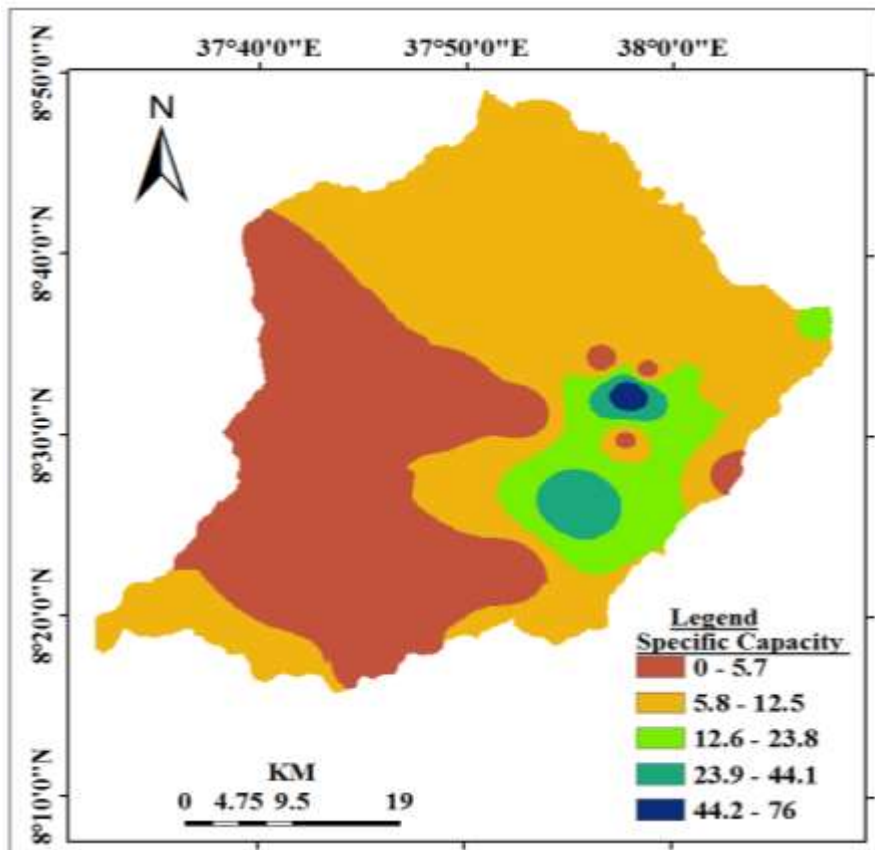 37°40'0"E 37°50'0"E 38°0'0"E
8°50'0"N
8°40'0"N
8°30'0"N
8°20'0"N
8°10'0"N
N
Legend
Specific Capacity
0 - 5.7
5.8 - 12.5
12.6 - 23.8
23.9 - 44.1
44.2 - 76
KM
0 4.75 9.5 19